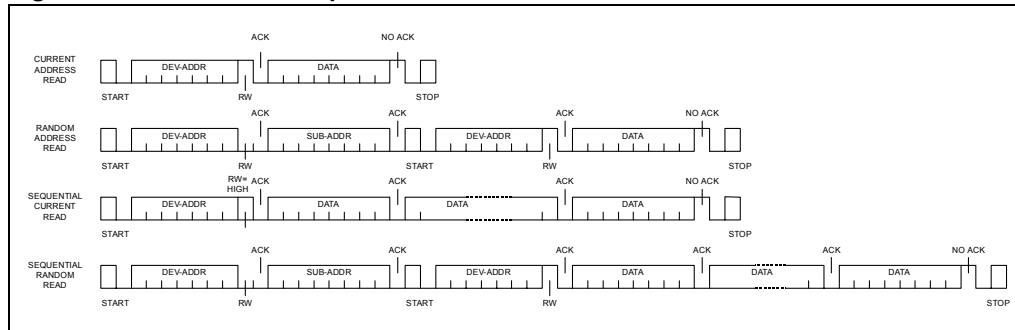 ACK NO ACK
CURRENT
ADDRESS
READ
DEV-ADDR DATA
START RW STOP
ACK ACK ACK NO ACK
RANDOM
ADDRESS
READ
DEV-ADDR SUB-ADDR DEV-ADDR DATA
START RW START RW STOP
RW=
HIGH
ACK ACK ACK NO ACK
SEQUENTIAL
CURRENT
READ
DEV-ADDR DATA DATA DATA
START STOP
ACK ACK ACK ACK ACK NO ACK
SEQUENTIAL
RANDOM
READ
DEV-ADDR SUB-ADDR DEV-ADDR DATA DATA DATA
START RW START RW STOP